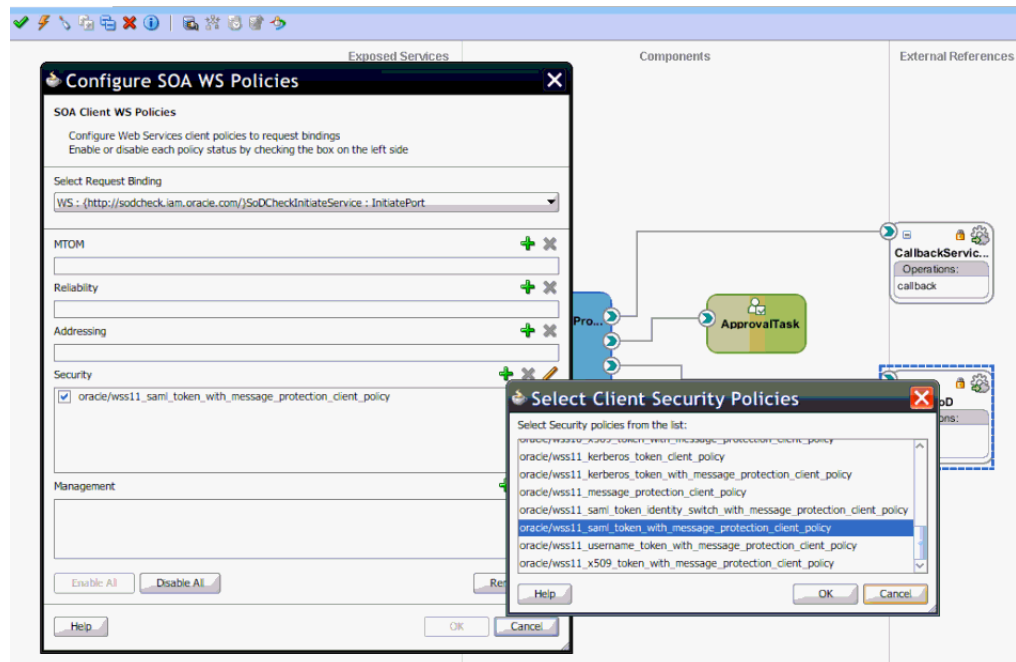 Exposed Services
Components
External References
Configure SOA WS Policies
SOA Client WS Policies
Configure Web Services client policies to request bindings
Enable or disable each policy status by checking the box on the left side
Select Request Binding
WS : {http://sodcheck.iam.oracle.com/}SoDCheckInitiateService : InitiatePort
MTOM
Reliability
Addressing
Security
oracle/wss11_saml_token_with_message_protection_client_policy
Management
Enable All
Disable All
Help
OK
Cancel
Pro...
ApprovalTask
CallbackServic...
Operations:
callback
Select Client Security Policies
Select Security policies from the list:
oracle/wss10_x509_token_with_message_protection_client_policy
oracle/wss11_kerberos_token_client_policy
oracle/wss11_kerberos_token_with_message_protection_client_policy
oracle/wss11_message_protection_client_policy
oracle/wss11_saml_token_identity_switch_with_message_protection_client_policy
oracle/wss11_saml_token_with_message_protection_client_policy
oracle/wss11_username_token_with_message_protection_client_policy
oracle/wss11_x509_token_with_message_protection_client_policy
Help
OK
Cancel